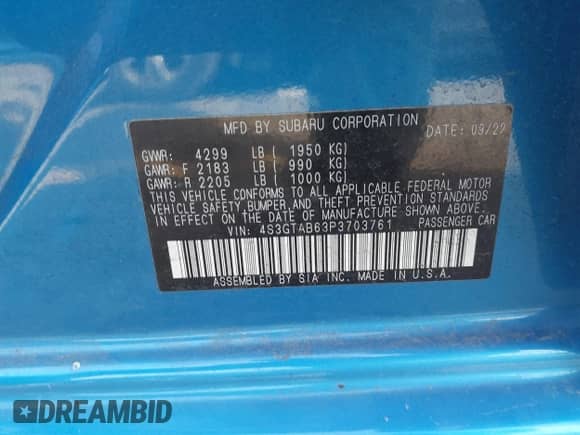 MFD BY SUBARU CORPORATION DATE: 09/22
GVWR: 4299 LB ( 1950 KG)
GAWR: F 2183 LB ( 990 KG)
GAWR: R 2205 LB ( 1000 KG)
THIS VEHICLE CONFORMS TO ALL APPLICABLE FEDERAL MOTOR
VEHICLE SAFETY,BUMPER,AND THEFT PREVENTION STANDARDS
IN EFFECT ON THE DATE OF MANUFACTURE SHOWN ABOVE.
VIN: 4S3GTAB63P3703761 PASSENGER CAR
ASSEMBLED BY SIA INC. MADE IN U.S.A.
DREAMBID